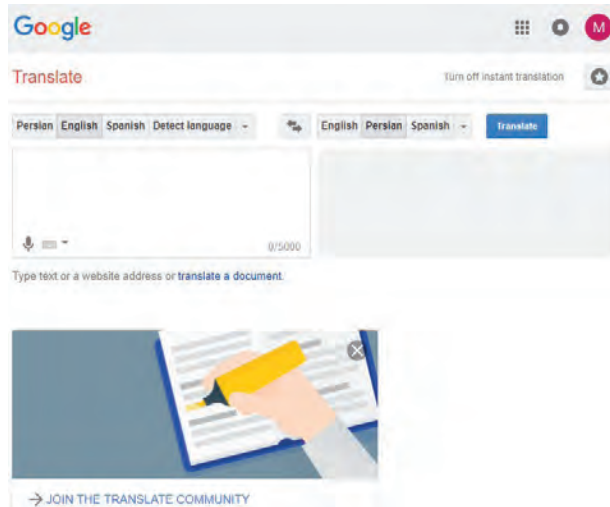 Google
M
Translate
Turn off instant translation
Persian English Spanish Detect language
English Persian Spanish
Translate
0/5000
Type text or a website address or translate a document.
→ JOIN THE TRANSLATE COMMUNITY